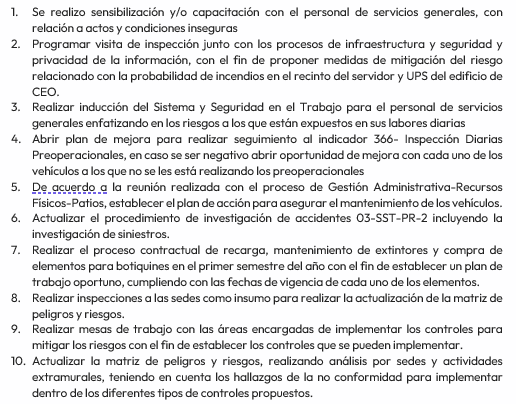 1. Se realizo sensibilización y/o capacitación con el personal de servicios generales, con
relación a actos y condiciones inseguras
2. Programar visita de inspección junto con los procesos de infraestructura y seguridad y
privacidad de la información, con el fin de proponer medidas de mitigación del riesgo
relacionado con la probabilidad de incendios en el recinto del servidor y UPS del edificio de
CEO.
3. Realizar inducción del Sistema y Seguridad en el Trabajo para el personal de servicios
generales enfatizando en los riesgos a los que están expuestos en sus labores diarias
4. Abrir plan de mejora para realizar seguimiento al indicador 366- Inspección Diarias
Preoperacionales, en caso se ser negativo abrir oportunidad de mejora con cada uno de los
vehículos a los que no se les está realizando los preoperacionales
5. De acuerdo a la reunión realizada con el proceso de Gestión Administrativa-Recursos
Físicos-Patios, establecer el plan de acción para asegurar el mantenimiento de los vehículos.
6. Actualizar el procedimiento de investigación de accidentes 03-SST-PR-2 incluyendo la
investigación de siniestros.
7. Realizar el proceso contractual de recarga, mantenimiento de extintores y compra de
elementos para botiquines en el primer semestre del año con el fin de establecer un plan de
trabajo oportuno, cumpliendo con las fechas de vigencia de cada uno de los elementos.
8. Realizar inspecciones a las sedes como insumo para realizar la actualización de la matriz de
peligros y riesgos.
9. Realizar mesas de trabajo con las áreas encargadas de implementar los controles para
mitigar los riesgos con el fin de establecer los controles que se pueden implementar.
10. Actualizar la matriz de peligros y riesgos, realizando análisis por sedes y actividades
extramurales, teniendo en cuenta los hallazgos de la no conformidad para implementar
dentro de los diferentes tipos de controles propuestos.